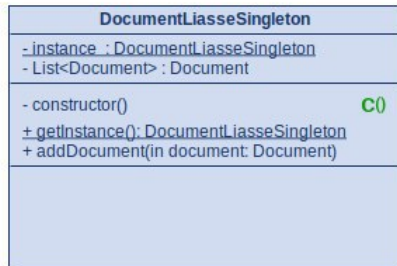 DocumentLiasseSingleton
- instance : DocumentLiasseSingleton
- List<Document> : Document
- constructor() C()
+ getInstance(): DocumentLiasseSingleton
+ addDocument(in document: Document)